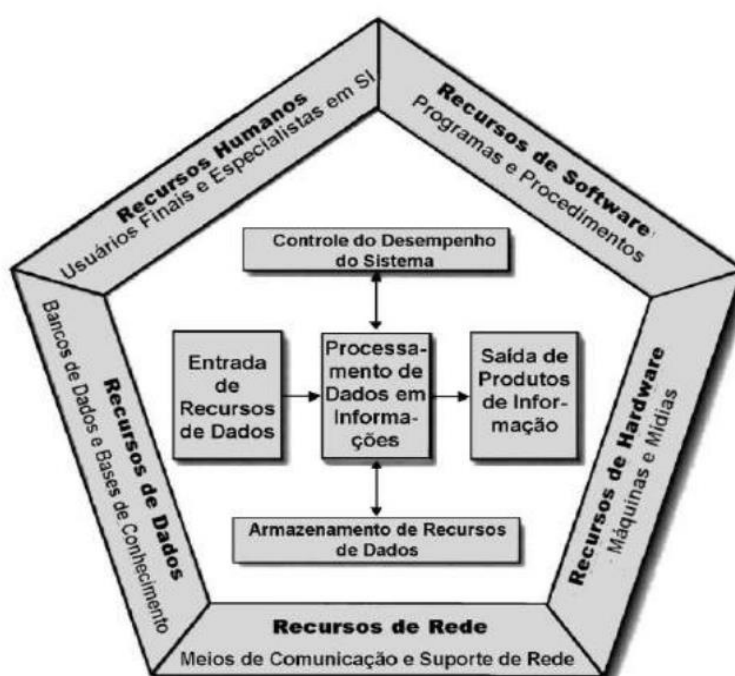 Recursos Humanos
Usuários Finais e Especialistas em SI
Recursos de Software
Programas e Procedimentos
Controle do Desempenho
do Sistema
Entrada
de
Recursos
de Dados
Processa-
mento de
Dados em
Informa-
ções
Saída de
Produtos
de Infor-
mação
Armazenamento de Recursos
de Dados
Recursos de Dados
Bancos de Dados e Bases de Conhecimento
Recursos de Hardware
Máquinas e Mídias
Recursos de Rede
Meios de Comunicação e Suporte de Rede